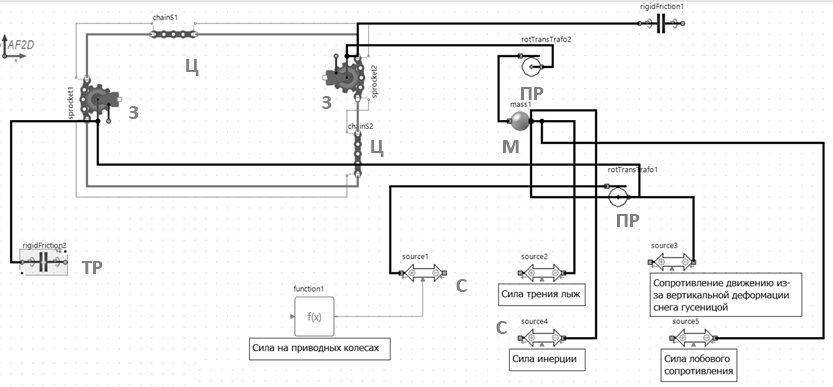 chainS1
rigidFriction1
AF2D
Ц
rotTransTrafo2
sprocket2
З
sprocket1
З
ПР
mass1
М
chainS2
Ц
rotTransTrafo1
ПР
rigidFriction2
ТР
source1
С
source2
source3
Сила трения лыж
Сопротивление движению из-
за вертикальной деформации
снега гусеницой
function1
f(x)
Сила на приводных колесах
С
source4
Сила инерции
source5
Сила лобового
сопротивления